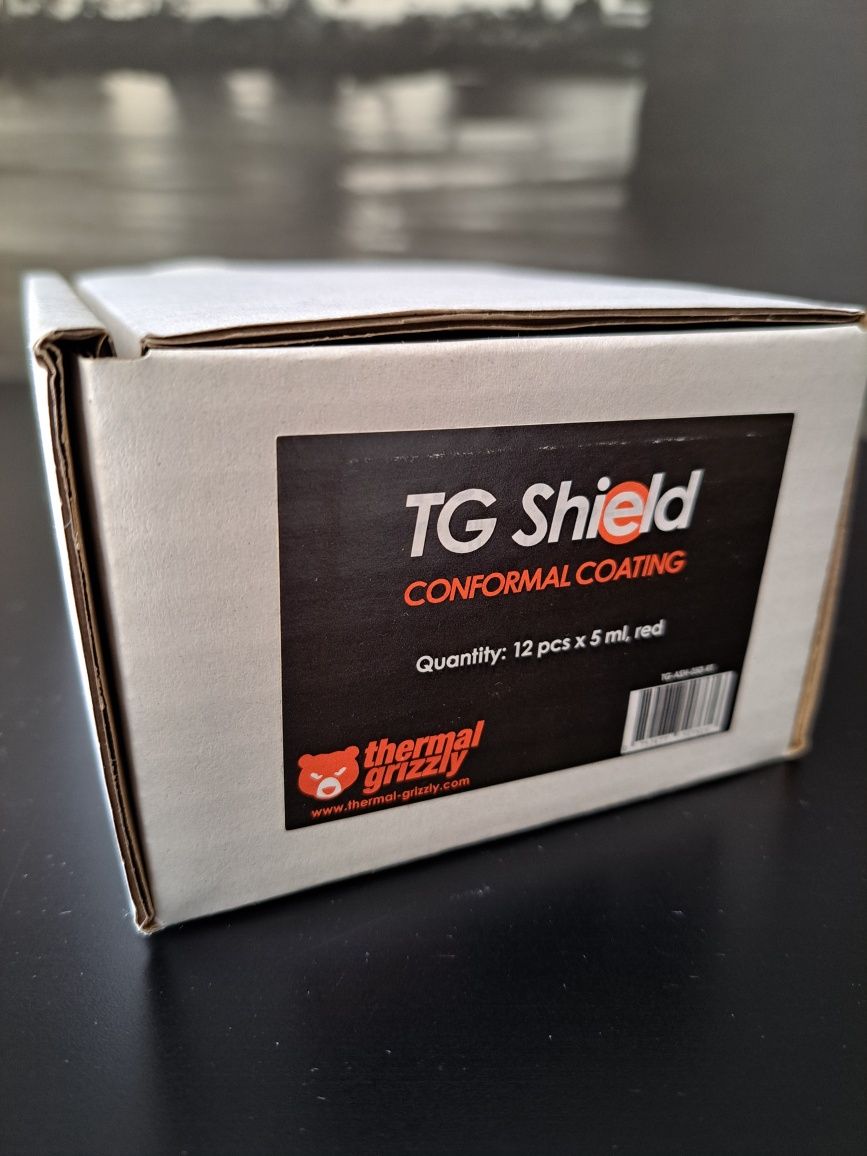 TG Shield
CONFORMAL COATING
Quantity: 12 pcs x 5 ml, red
thermal
grizzly
www.thermal-grizzly.com